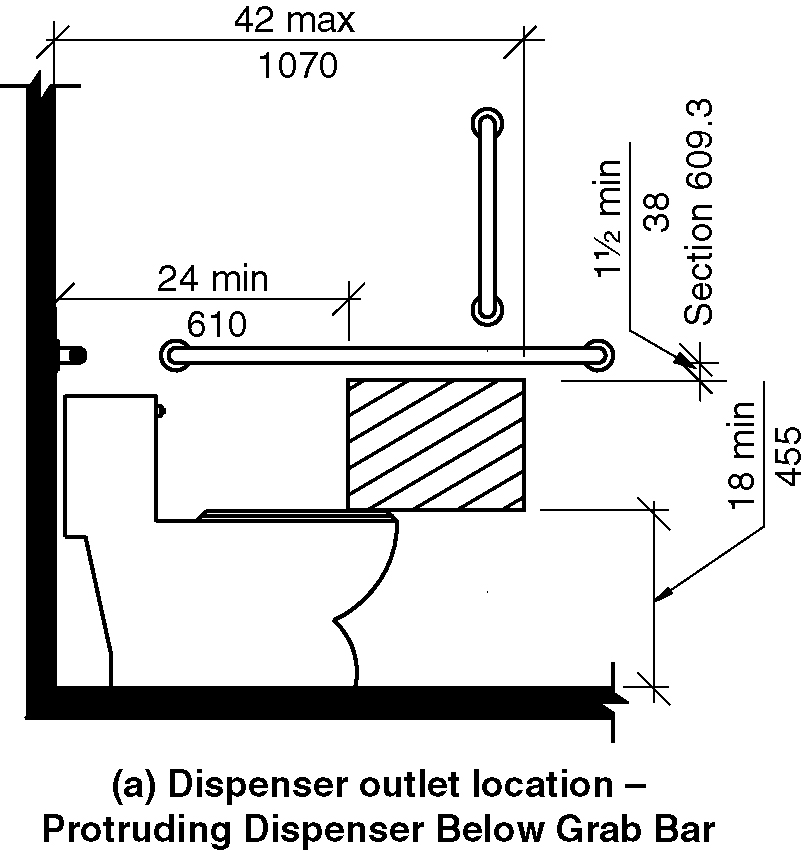 42 max
1070
24 min
610
1½ min
38
Section 609.3
18 min
455
(a) Dispenser outlet location –
Protruding Dispenser Below Grab Bar